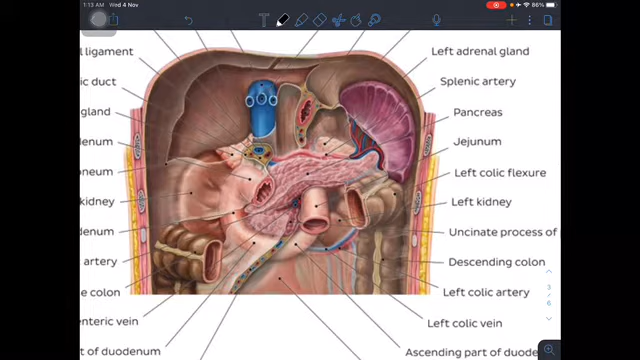 1:13 AM Wed 4 Nov
86%
T
l ligament
Left adrenal gland
ic duct
Splenic artery
gland
Pancreas
denum
Jejunum
oneum
Left colic flexure
kidney
Left kidney
denum
Uncinate process of
artery
Descending colon
e colon
Left colic artery
3
6
enteric vein
Left colic vein
t of duodenum
Ascending part of duode